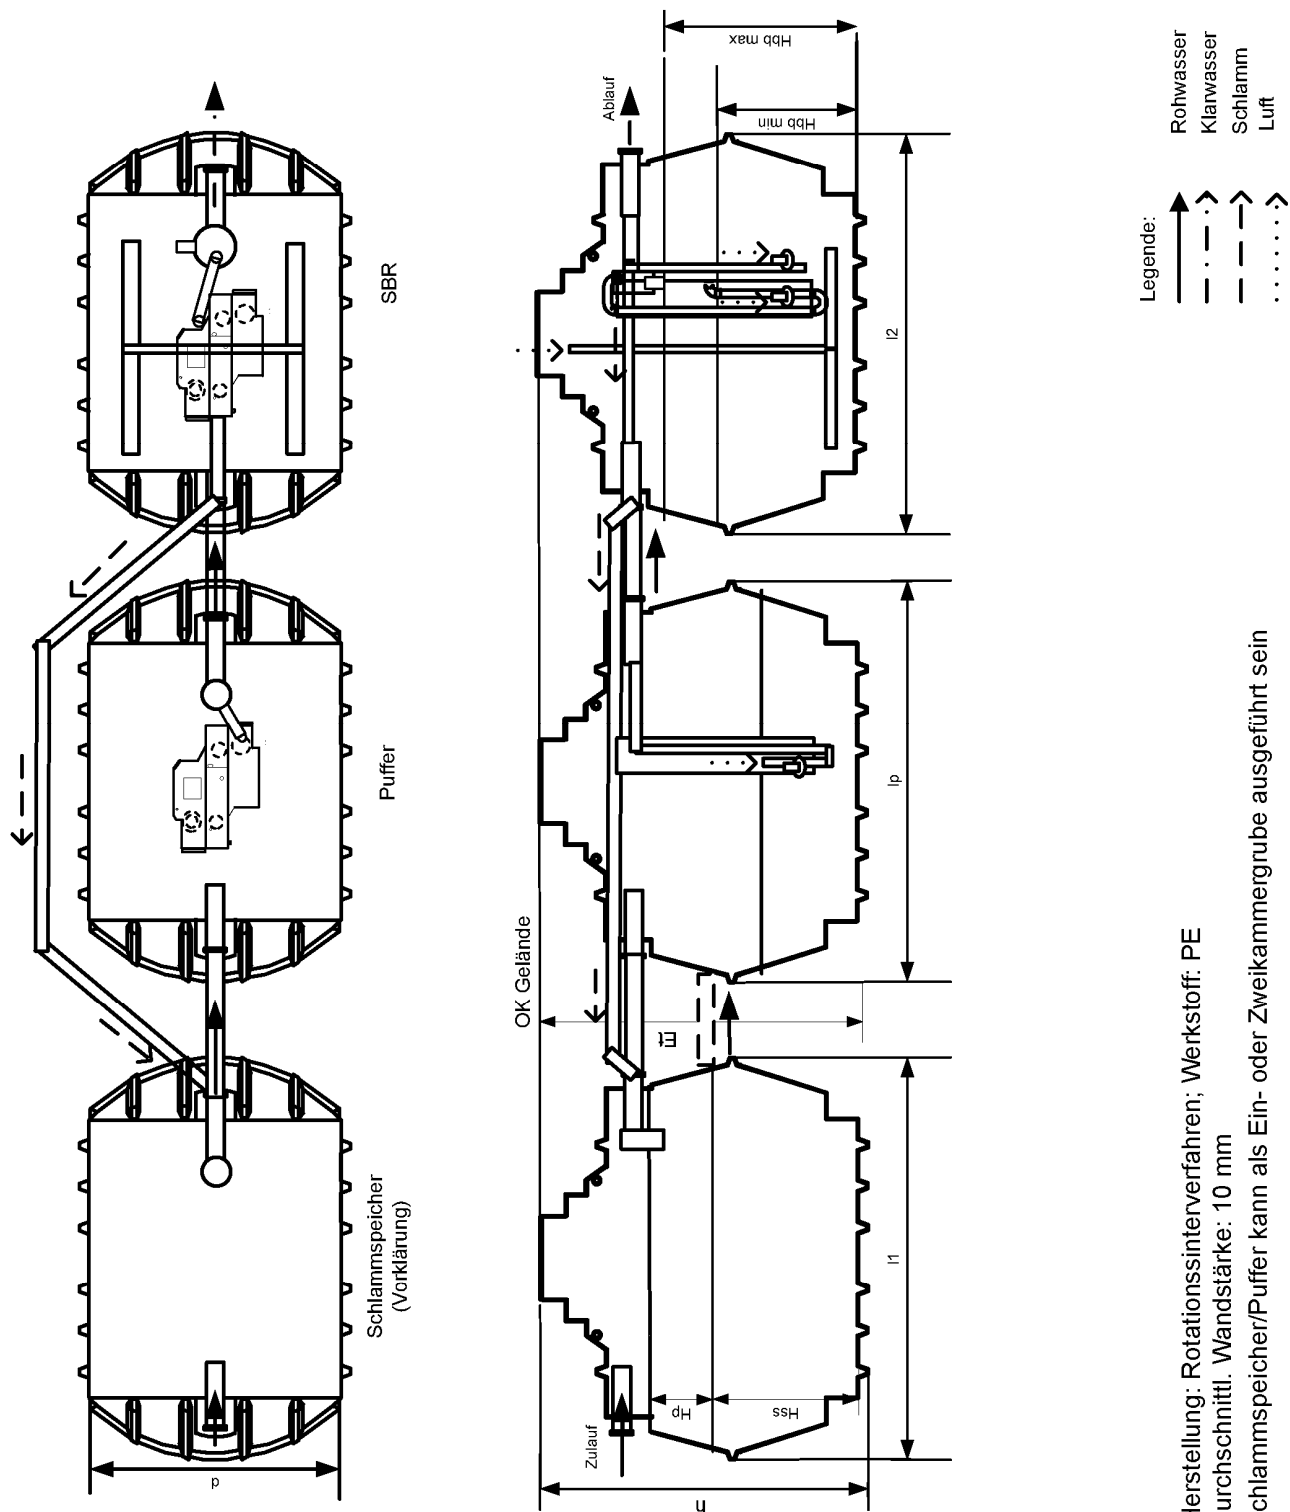 d
Schlammspeicher
(Vorklärung)
Puffer
SBR
Zulauf
Ablauf
OK Gelände
Et
Hp
Hss
Hbb min
Hbb max
h
l1
lp
l2
Legende:
Rohwasser
Klarwasser
Schlamm
Luft
erstellung: Rotationssinterverfahren; Werkstoff: PE
urchschnittl. Wandstärke: 10 mm
chlammspeicher/Puffer kann als Ein- oder Zweikammergrube ausgeführt sein